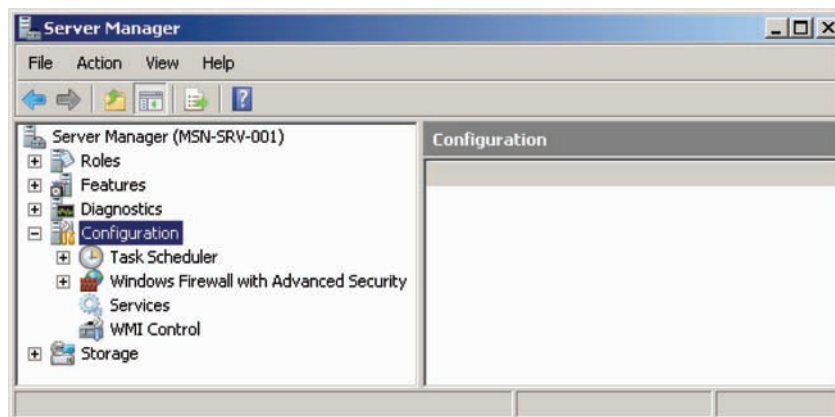 Server Manager
File Action View Help
Server Manager (MSN-SRV-001)
Roles
Features
Diagnostics
Configuration
Task Scheduler
Windows Firewall with Advanced Security
Services
WMI Control
Storage
Configuration